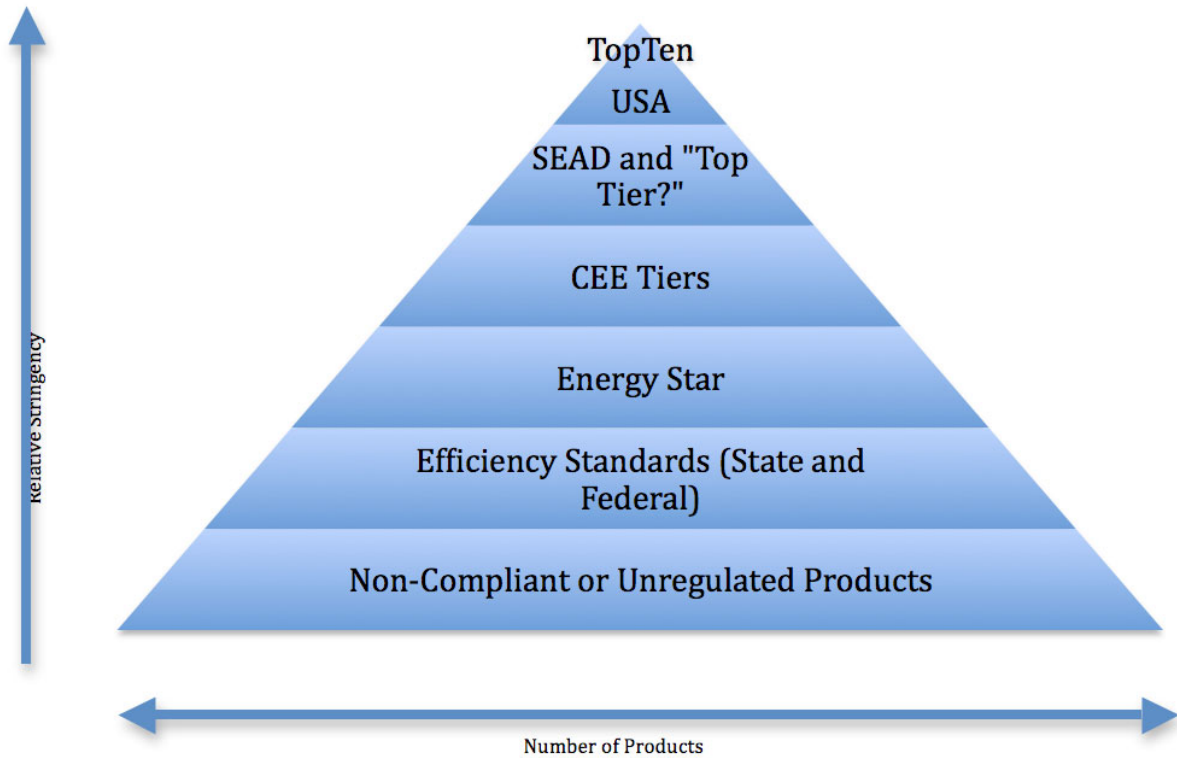 TopTen
USA
SEAD and "Top
Tier?"
CEE Tiers
Energy Star
Efficiency Standards (State and
Federal)
Non-Compliant or Unregulated Products
Relative Stringency
Number of Products